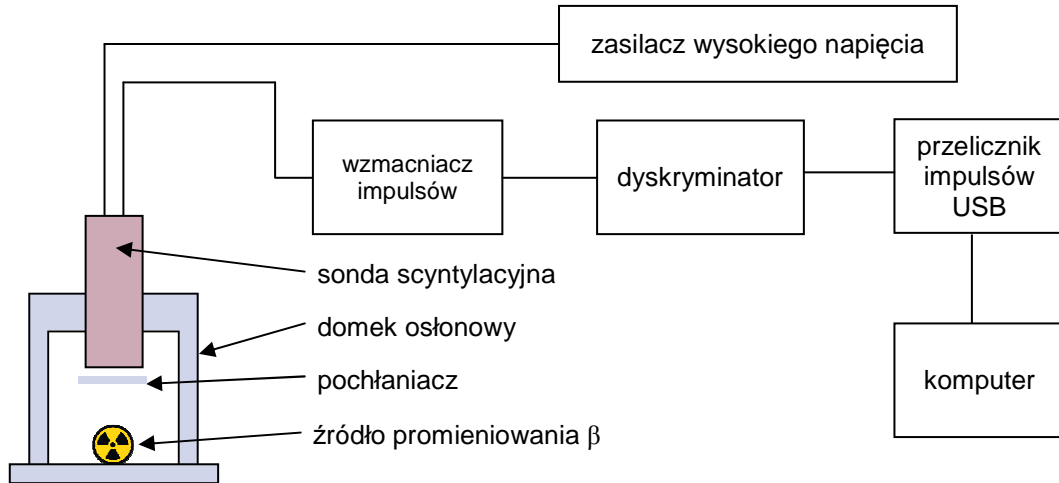 zasilacz wysokiego napięcia
wzmacniacz
impulsów
dyskryminator
przelicznik
impulsów
USB
sonda scyntylacyjna
domek osłonowy
pochłaniacz
komputer
źródło promieniowania β